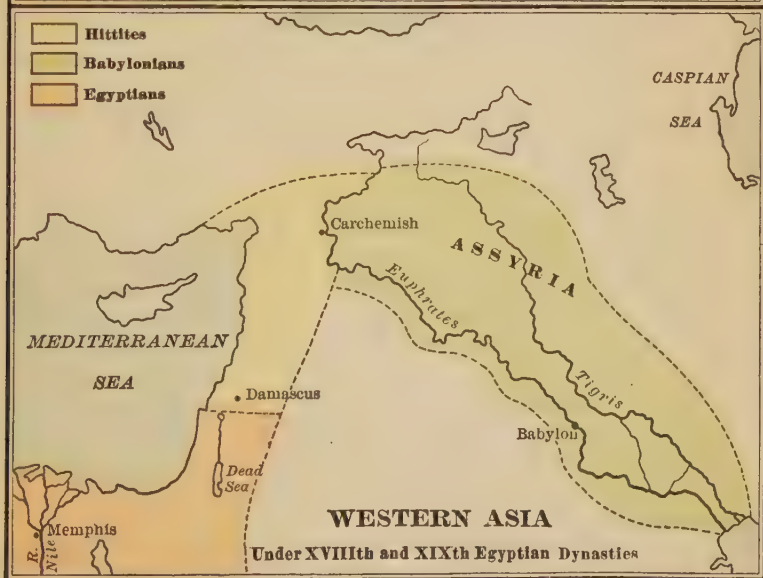 Hittites
Babylonians
Egyptians
CASPIAN
SEA
Carchemish
ASSYRIA
Euphrates
MEDITERRANEAN
SEA
Damascus
Tigris
Babylon
Dead
Sea
Memphis
R. Nile
WESTERN ASIA
Under XVIIIth and XIXth Egyptian Dynasties